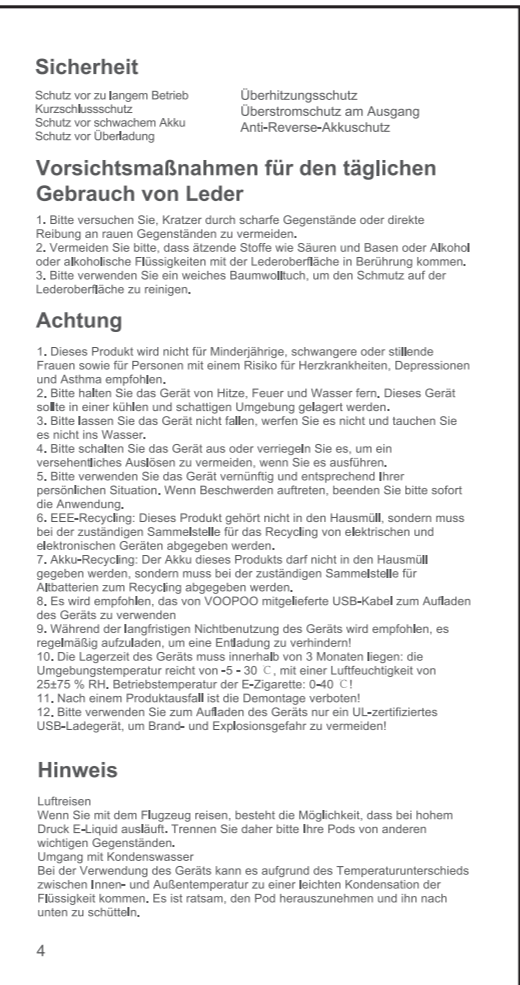 Sicherheit
Schutz vor zu langem Betrieb
Kurzschlussschutz
Schutz vor schwachem Akku
Schutz vor Überladung
Überhitzungsschutz
Überstromschutz am Ausgang
Anti-Reverse-Akkuschutz
Vorsichtsmaßnahmen für den täglichen
Gebrauch von Leder
1. Bitte versuchen Sie, Kratzer durch scharfe Gegenstände oder direkte
Reibung an rauen Gegenständen zu vermeiden.
2. Vermeiden Sie bitte, dass ätzende Stoffe wie Säuren und Basen oder Alkohol
oder alkoholische Flüssigkeiten mit der Lederoberfläche in Berührung kommen.
3. Bitte verwenden Sie ein weiches Baumwolltuch, um den Schmutz auf der
Lederoberfläche zu reinigen.
Achtung
1. Dieses Produkt wird nicht für Minderjährige, schwangere oder stillende
Frauen sowie für Personen mit einem Risiko für Herzkrankheiten, Depressionen
und Asthma empfohlen.
2. Bitte halten Sie das Gerät von Hitze, Feuer und Wasser fern. Dieses Gerät
sollte in einer kühlen und schattigen Umgebung gelagert werden.
3. Bitte lassen Sie das Gerät nicht fallen, werfen Sie es nicht und tauchen Sie
es nicht ins Wasser.
4. Bitte schalten Sie das Gerät aus oder verriegeln Sie es, um ein
versehentliches Auslösen zu vermeiden, wenn Sie es ausführen.
5. Bitte verwenden Sie das Gerät vernünftig und entsprechend Ihrer
persönlichen Situation. Wenn Beschwerden auftreten, beenden Sie bitte sofort
die Anwendung.
6. EEE-Recycling: Dieses Produkt gehört nicht in den Hausmüll, sondern muss
bei der zuständigen Sammelstelle für das Recycling von elektrischen und
elektronischen Geräten abgegeben werden.
7. Akku-Recycling: Der Akku dieses Produkts darf nicht in den Hausmüll
gegeben werden, sondern muss bei der zuständigen Sammelstelle für
Altbatterien zum Recycling abgegeben werden.
8. Es wird empfohlen, das von VOOPOO mitgelieferte USB-Kabel zum Aufladen
des Geräts zu verwenden
9. Während der langfristigen Nichtbenutzung des Geräts wird empfohlen, es
regelmäßig aufzuladen, um eine Entladung zu verhindern!
10. Die Lagerzeit des Geräts muss innerhalb von 3 Monaten liegen: die
Umgebungstemperatur reicht von -5 - 30 ℃, mit einer Luftfeuchtigkeit von
25±75 % RH. Betriebstemperatur der E-Zigarette: 0-40 ℃!
11. Nach einem Produktausfall ist die Demontage verboten!
12. Bitte verwenden Sie zum Aufladen des Geräts nur ein UL-zertifiziertes
USB-Ladegerät, um Brand- und Explosionsgefahr zu vermeiden!
Hinweis
Luftreisen
Wenn Sie mit dem Flugzeug reisen, besteht die Möglichkeit, dass bei hohem
Druck E-Liquid ausläuft. Trennen Sie daher bitte Ihre Pods von anderen
wichtigen Gegenständen.
Umgang mit Kondenswasser
Bei der Verwendung des Geräts kann es aufgrund des Temperaturunterschieds
zwischen Innen- und Außentemperatur zu einer leichten Kondensation der
Flüssigkeit kommen. Es ist ratsam, den Pod herauszunehmen und ihn nach
unten zu schütteln.
4